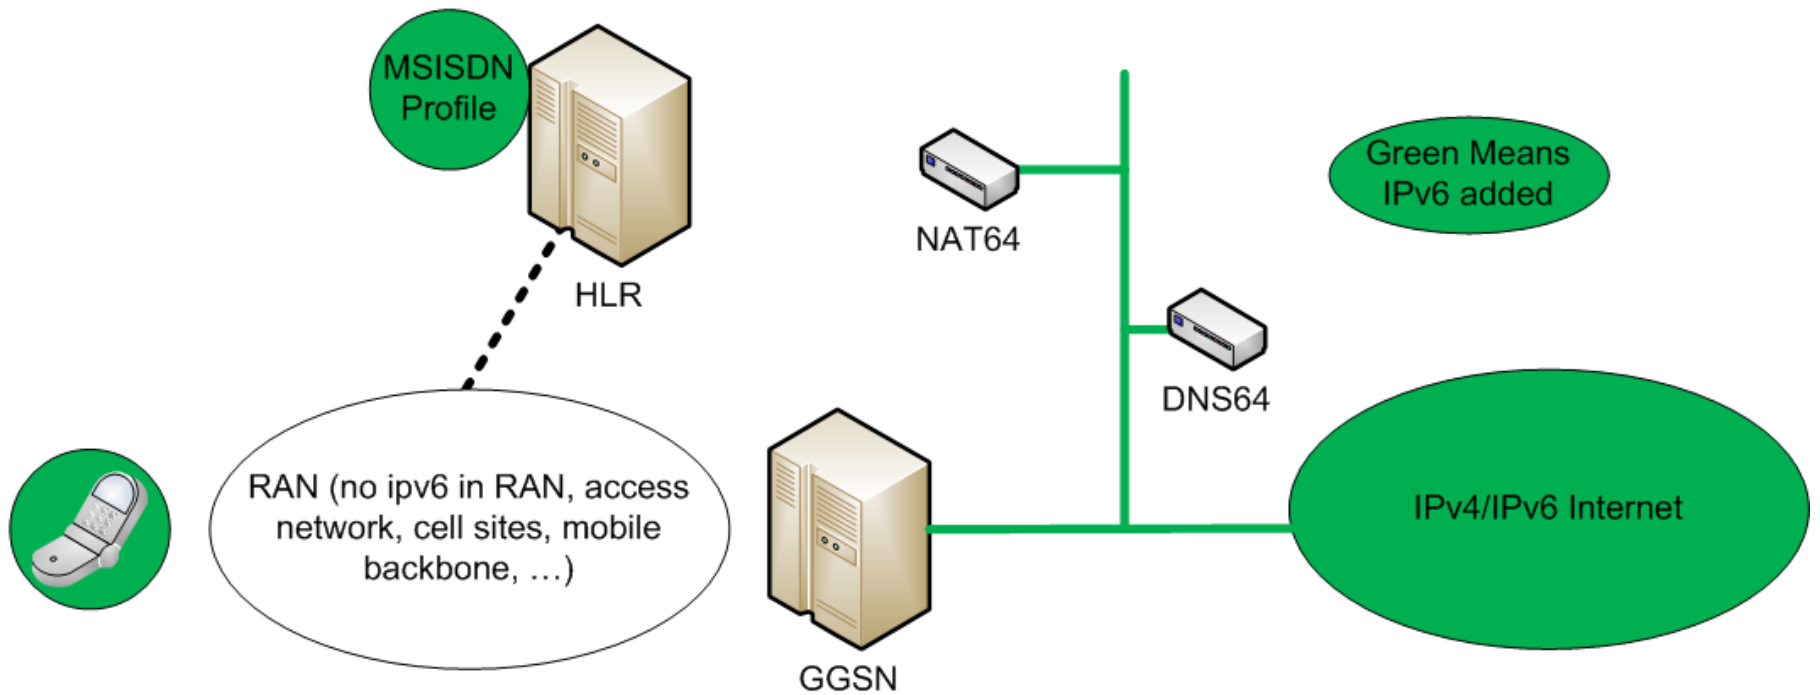 MSISDN
Profile
HLR
NAT64
Green Means
IPv6 added
DNS64
RAN (no ipv6 in RAN, access
network, cell sites, mobile
backbone, …)
GGSN
IPv4/IPv6 Internet